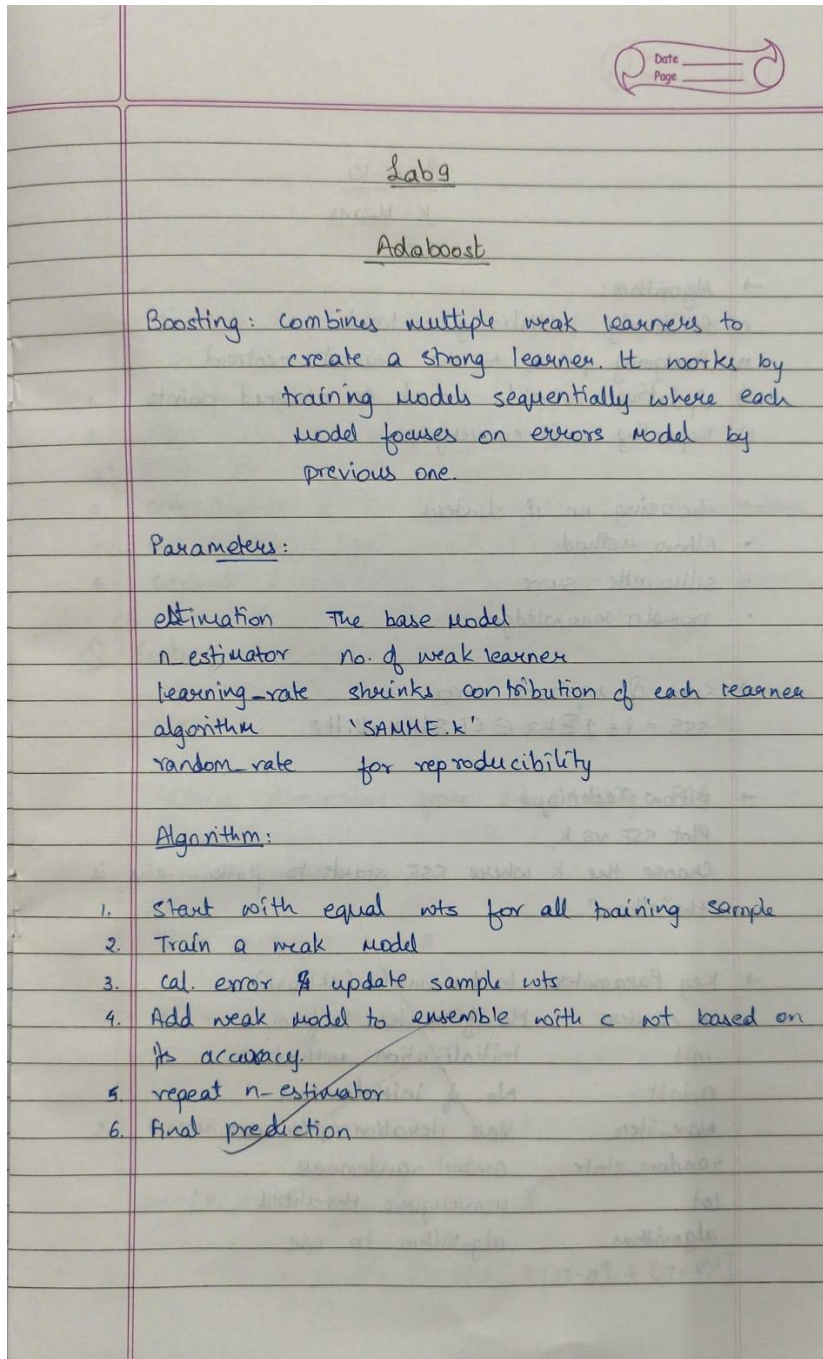 Date
Page
Lab 9
Adaboost
Boosting: combines multiple weak learners to
create a strong learner. It works by
training models sequentially where each
model focuses on errors model by
previous one.
Parameters:
estimation The base model
n_estimator no. of weak learner
learning_rate shrinks contribution of each learner
algorithm 'SAMME.R'
random_rate for reproducibility
Algorithm:
1. Start with equal wts for all training sample
2. Train a weak model
3. cal. error & update sample wts
4. Add weak model to ensemble with c wt based on
its accuracy.
5. repeat n-estimator
6. Final prediction